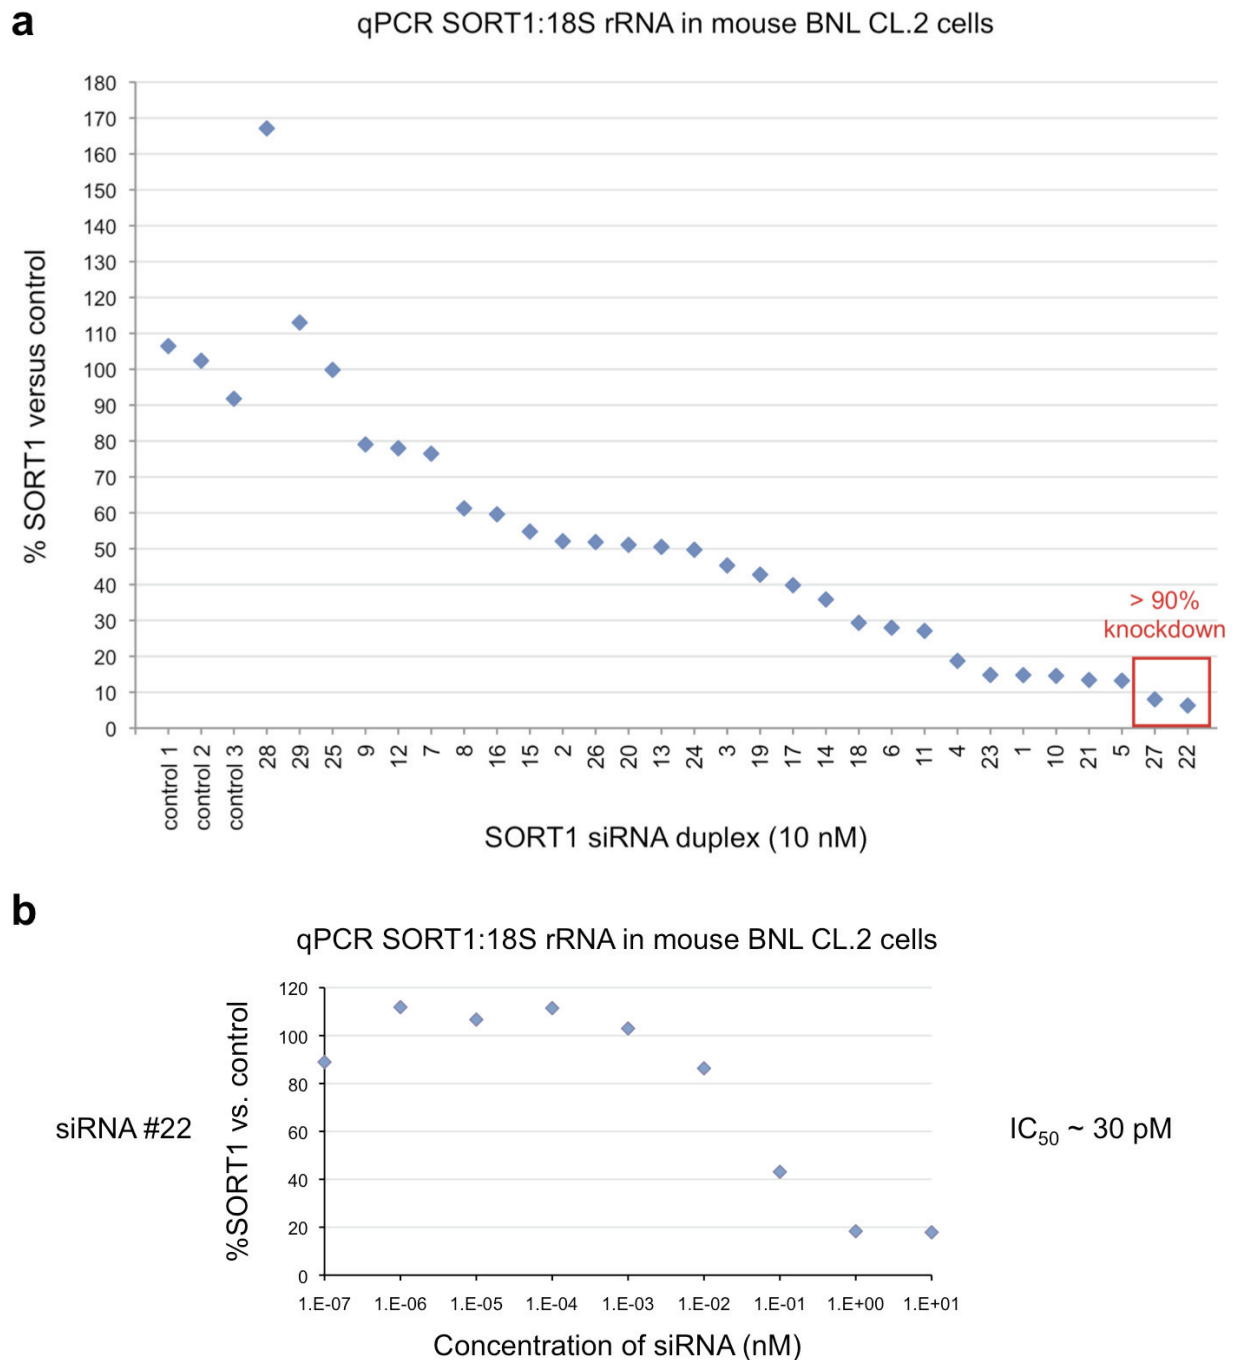 a
qPCR SORT1:18S rRNA in mouse BNL CL.2 cells
% SORT1 versus control
180
170
160
150
140
130
120
110
100
90
80
70
60
50
40
30
20
10
0
> 90%
knockdown
control 1
control 2
control 3
28
29
25
9
12
7
8
16
15
2
26
20
13
24
3
19
17
14
18
6
11
4
23
1
10
21
5
27
22
SORT1 siRNA duplex (10 nM)
b
qPCR SORT1:18S rRNA in mouse BNL CL.2 cells
siRNA #22
%SORT1 vs. control
120
100
80
60
40
20
0
1.E-07
1.E-06
1.E-05
1.E-04
1.E-03
1.E-02
1.E-01
1.E+00
1.E+01
Concentration of siRNA (nM)
IC50 ~ 30 pM